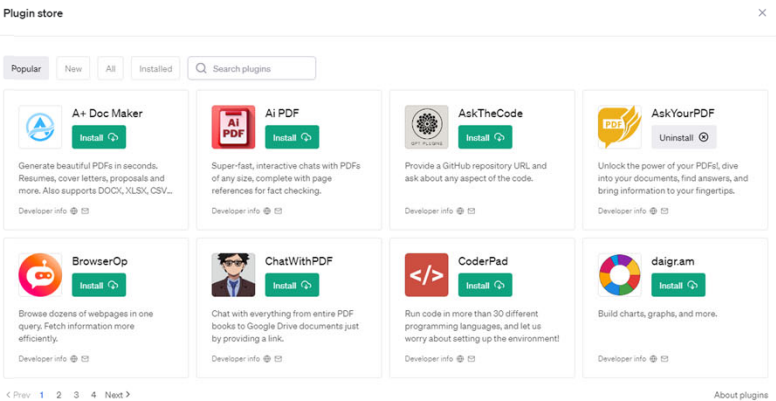 Plugin store
Popular New All Installed Search plugins
A+ Doc Maker
Install
Generate beautiful PDFs in seconds.
Resumes, cover letters, proposals and
more. Also supports DOCX, XLSX, CSV...
Developer info
Ai PDF
Ai
PDF
Install
Super-fast, interactive chats with PDFs
of any size, complete with page
references for fact checking.
Developer info
AskTheCode
GPT PLUGINS
Install
Provide a GitHub repository URL and
ask about any aspect of the code.
Developer info
AskYourPDF
PDF
Uninstall
Unlock the power of your PDFs!, dive
into your documents, find answers, and
bring information to your fingertips.
Developer info
BrowserOp
Install
Browse dozens of webpages in one
query. Fetch information more
efficiently.
Developer info
ChatWithPDF
Install
Chat with everything from entire PDF
books to Google Drive documents just
by providing a link.
Developer info
CoderPad
</>
Install
Run code in more than 30 different
programming languages, and let us
worry about setting up the environment!
Developer info
daigr.am
Install
Build charts, graphs, and more.
Developer info
< Prev 1 2 3 4 Next >
About plugins